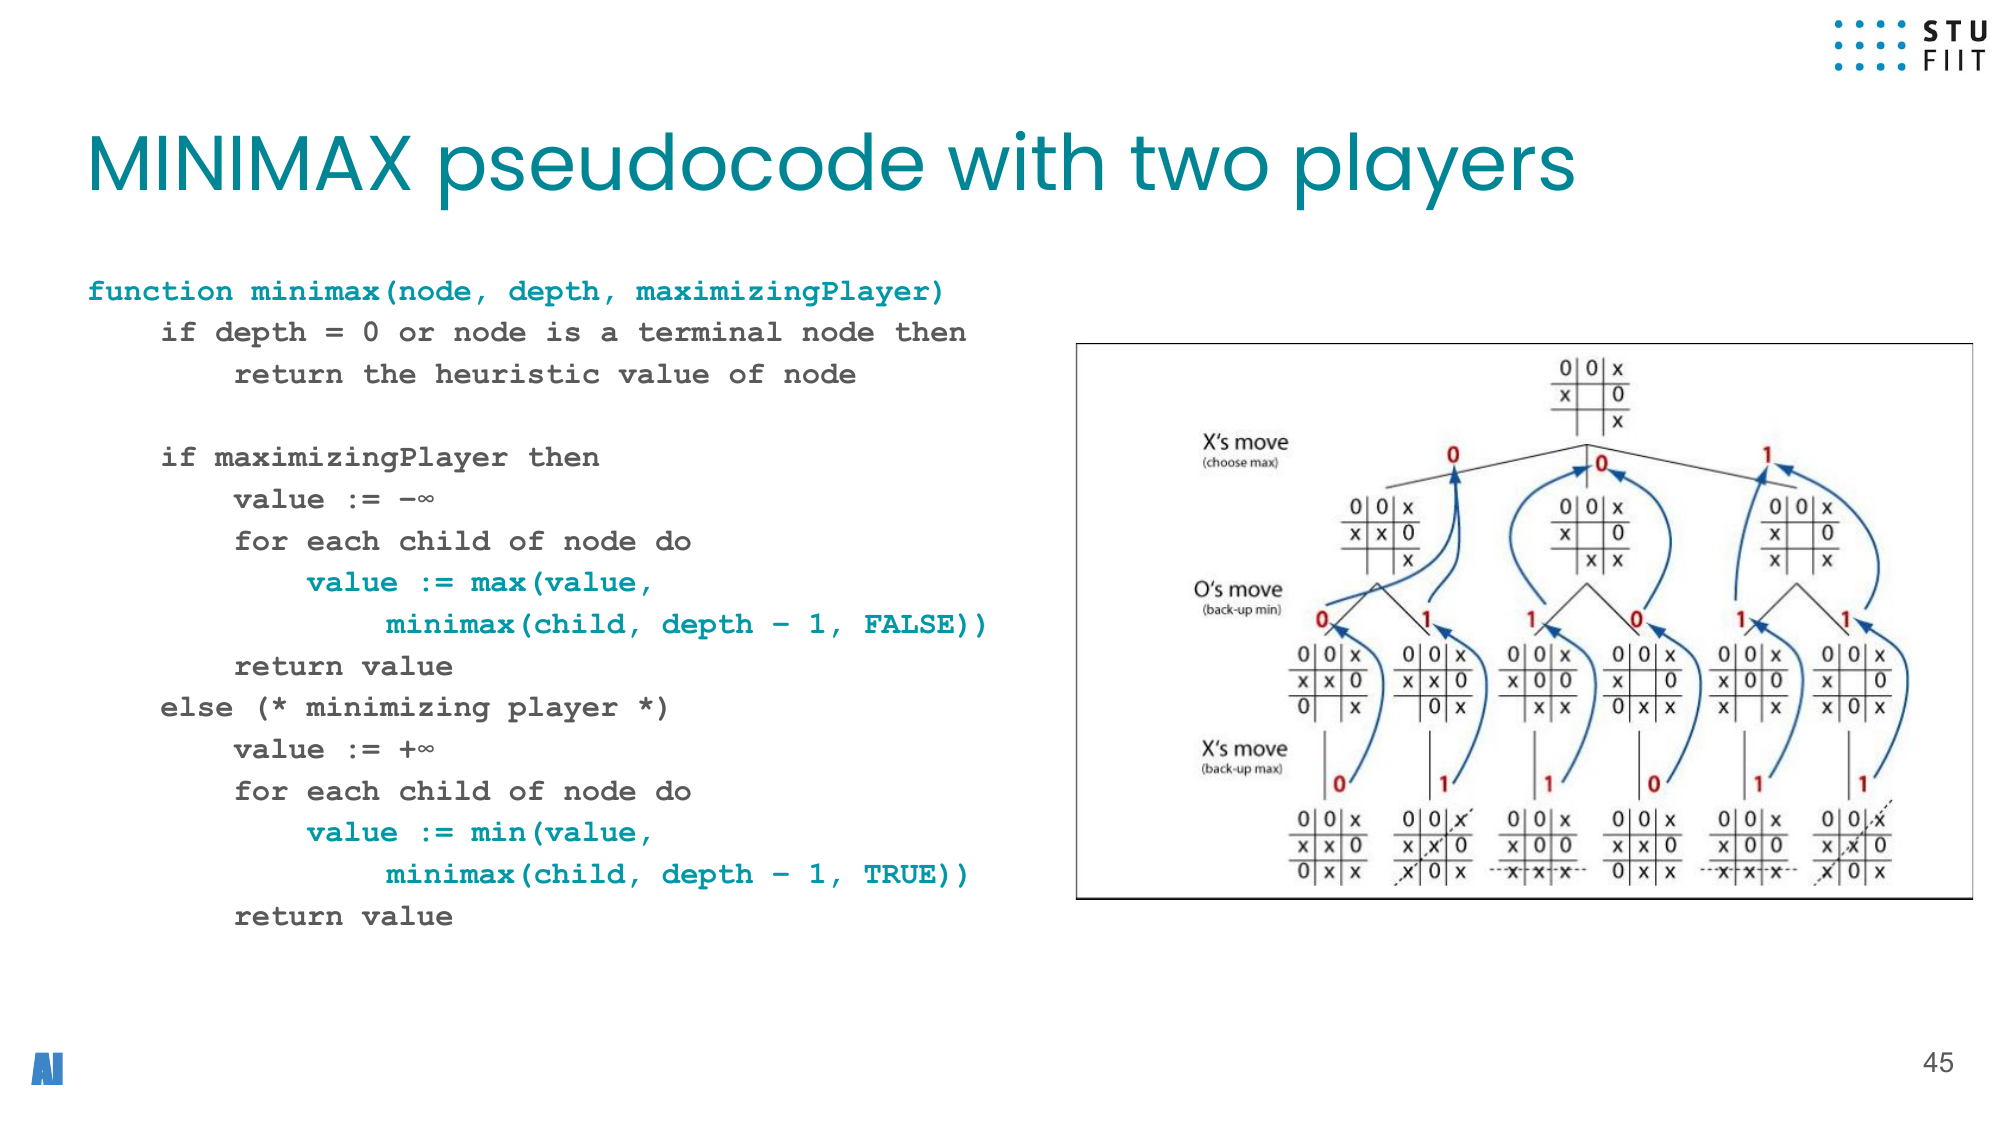 STU
FIIT
MINIMAX pseudocode with two players
function minimax(node, depth, maximizingPlayer)
if depth = 0 or node is a terminal node then
return the heuristic value of node
if maximizingPlayer then
value := −∞
for each child of node do
value := max(value,
minimax(child, depth − 1, FALSE))
return value
else (* minimizing player *)
value := +∞
for each child of node do
value := min(value,
minimax(child, depth − 1, TRUE))
return value
0 0 x
x 0
x
X's move
(choose max)
0 0 1
0 0 x 0 0 x 0 0 x
x x 0 x 0 x 0
x x x x x
O's move
(back-up min)
0 1 1 0 1 1
0 0 x 0 0 x 0 0 x 0 0 x 0 0 x 0 0 x
x x 0 x x 0 x 0 0 x 0 x 0 0 x 0
0 x 0 x x x 0 x x x x x 0 x
X's move
(back-up max)
0 1 1 0 1 1
0 0 x 0 0 x 0 0 x 0 0 x 0 0 x 0 0 x
x x 0 x x 0 x 0 0 x x 0 x 0 0 x x 0
0 x x x 0 x x x x 0 x x x x x x 0 x
AI
45